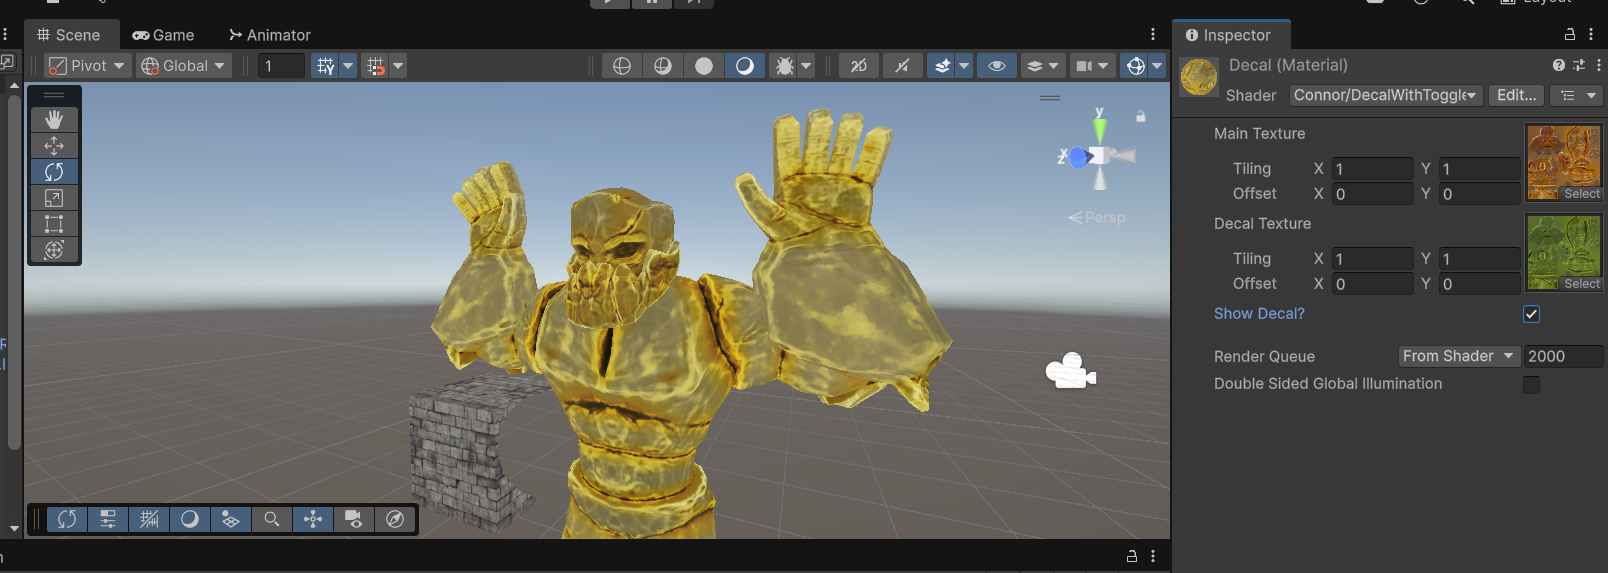 Layout
Scene
Game
Animator
Pivot
Global
1
2D
y
x
z
Persp
Inspector
Decal (Material)
Shader
Connor/DecalWithToggle
Edit...
Main Texture
Tiling X 1 Y 1
Offset X 0 Y 0
Select
Decal Texture
Tiling X 1 Y 1
Offset X 0 Y 0
Select
Show Decal?
Render Queue From Shader 2000
Double Sided Global Illumination